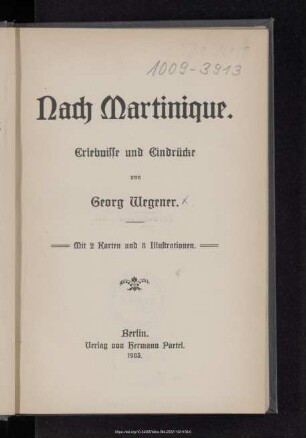 1009-3913
Nach Martinique.
Erlebnisse und Eindrücke
von
Georg Wegener.
Mit 2 Karten und 8 Illustrationen.
Berlin.
Verlag von Hermann Paetel.
1903.